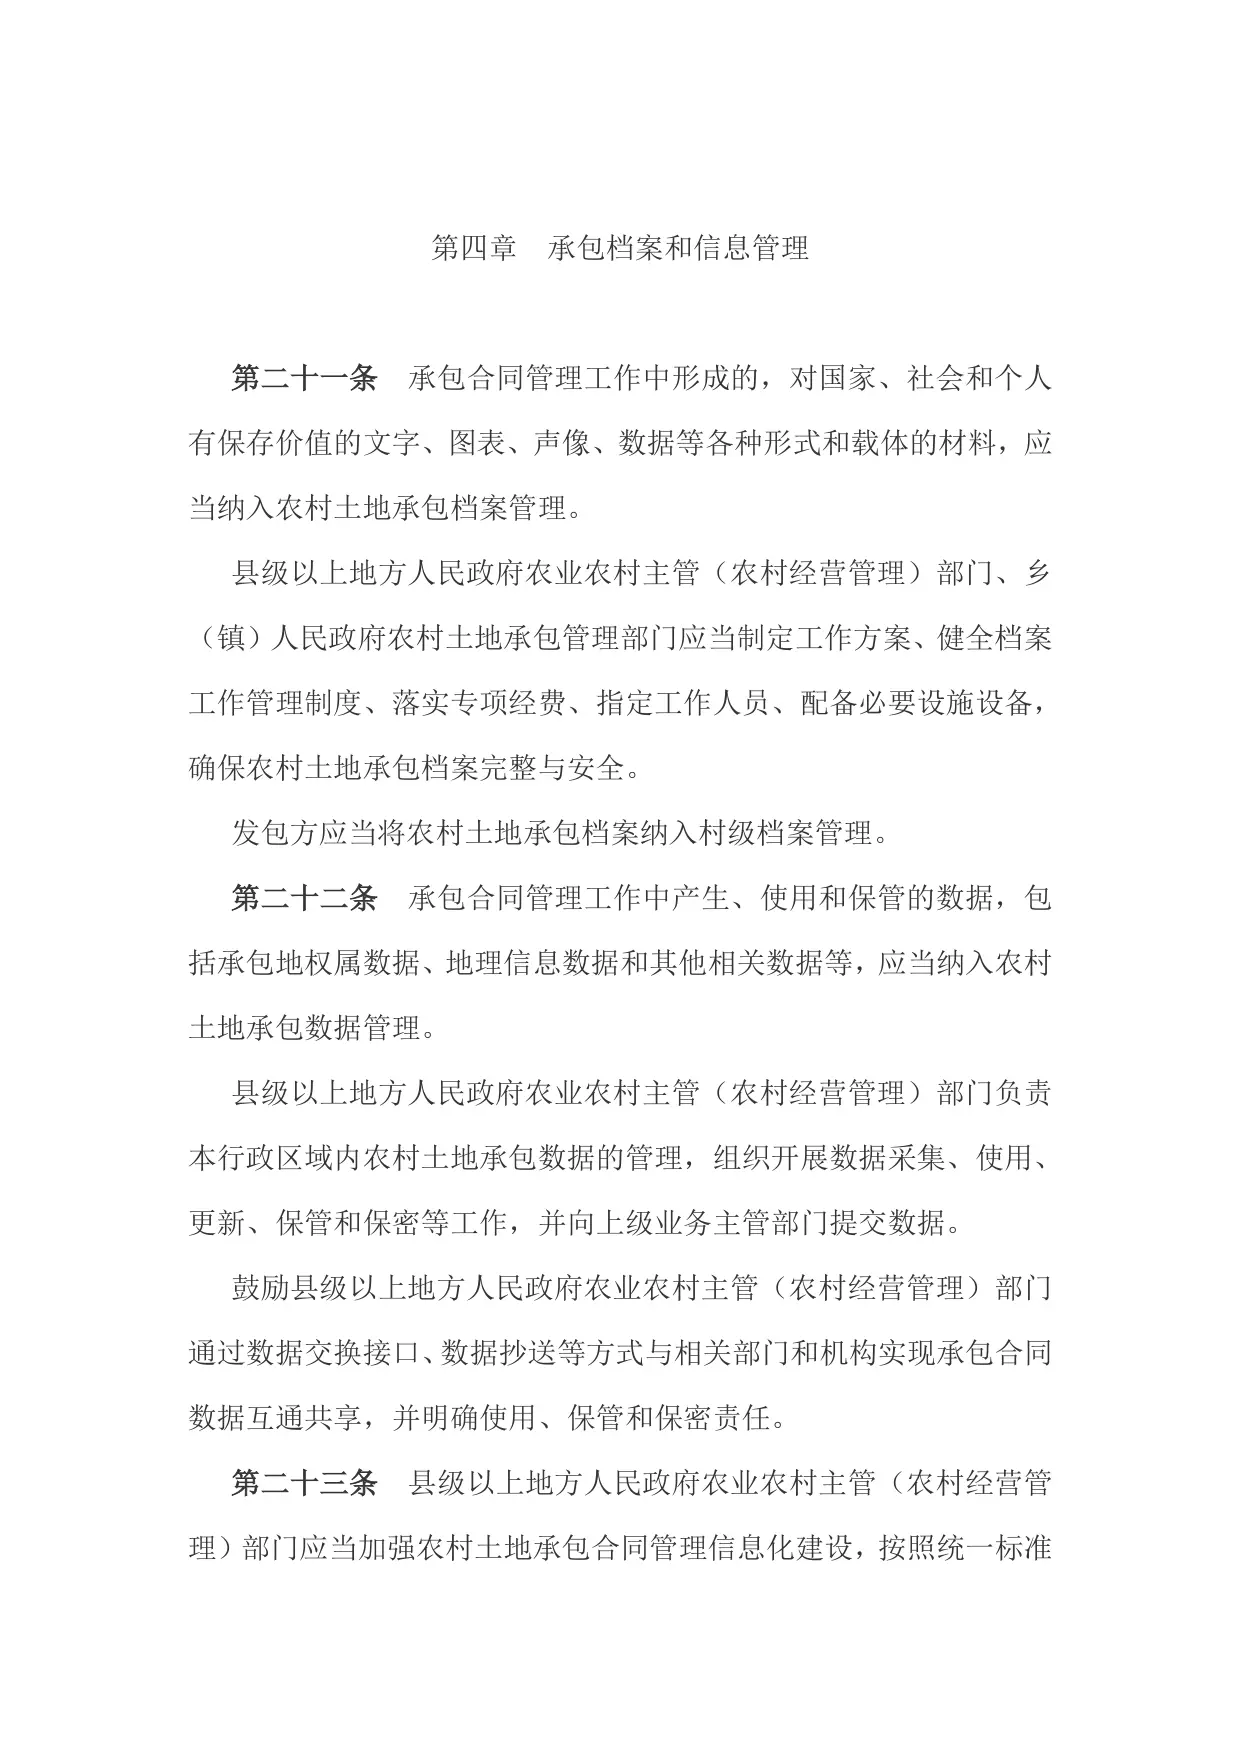 第四章　承包档案和信息管理
第二十一条　承包合同管理工作中形成的，对国家、社会和个人
有保存价值的文字、图表、声像、数据等各种形式和载体的材料，应
当纳入农村土地承包档案管理。
县级以上地方人民政府农业农村主管（农村经营管理）部门、乡
（镇）人民政府农村土地承包管理部门应当制定工作方案、健全档案
工作管理制度、落实专项经费、指定工作人员、配备必要设施设备，
确保农村土地承包档案完整与安全。
发包方应当将农村土地承包档案纳入村级档案管理。
第二十二条　承包合同管理工作中产生、使用和保管的数据，包
括承包地权属数据、地理信息数据和其他相关数据等，应当纳入农村
土地承包数据管理。
县级以上地方人民政府农业农村主管（农村经营管理）部门负责
本行政区域内农村土地承包数据的管理，组织开展数据采集、使用、
更新、保管和保密等工作，并向上级业务主管部门提交数据。
鼓励县级以上地方人民政府农业农村主管（农村经营管理）部门
通过数据交换接口、数据抄送等方式与相关部门和机构实现承包合同
数据互通共享，并明确使用、保管和保密责任。
第二十三条　县级以上地方人民政府农业农村主管（农村经营管
理）部门应当加强农村土地承包合同管理信息化建设，按照统一标准